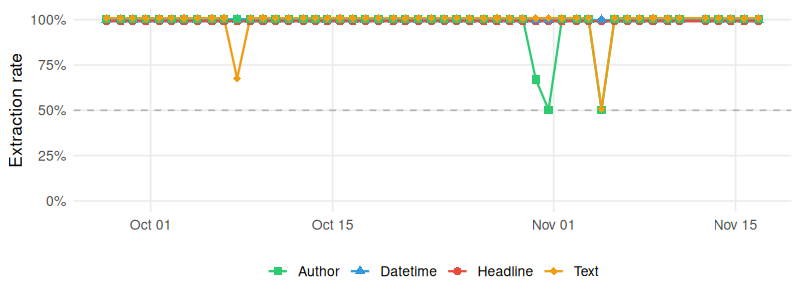 Extraction rate
100%
75%
50%
25%
0%
Oct 01 Oct 15 Nov 01 Nov 15
Author Datetime Headline Text